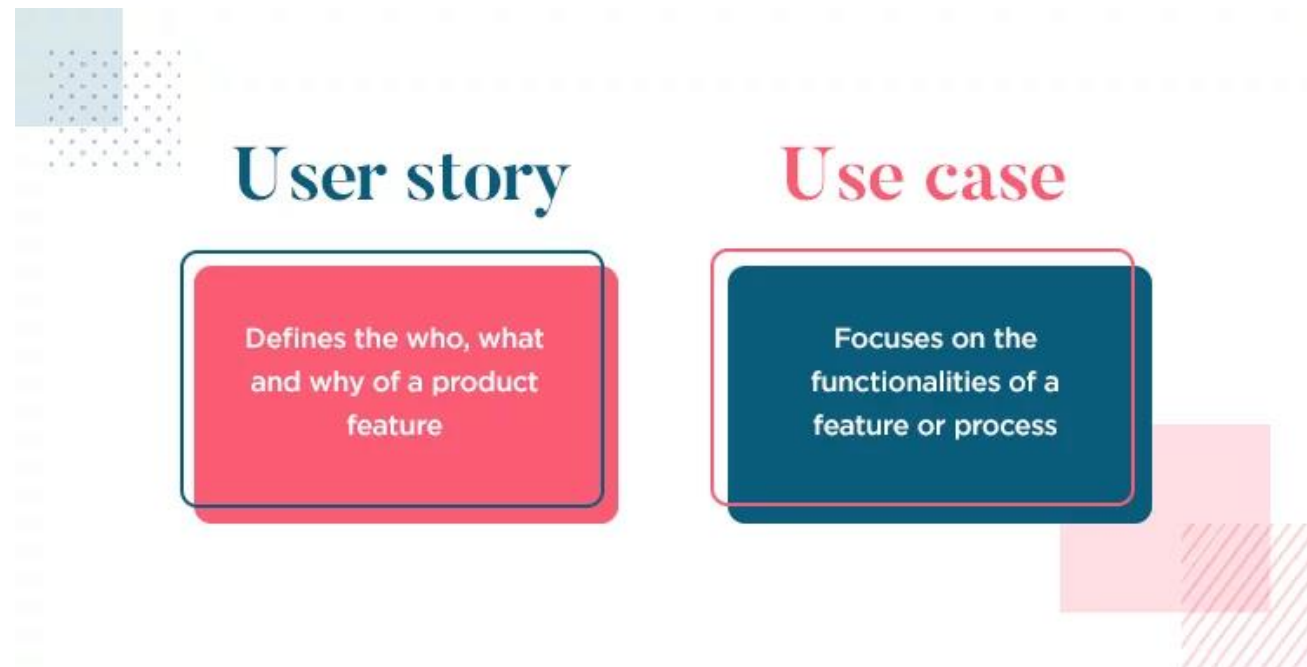 User story
Defines the who, what
and why of a product
feature
Use case
Focuses on the
functionalities of a
feature or process